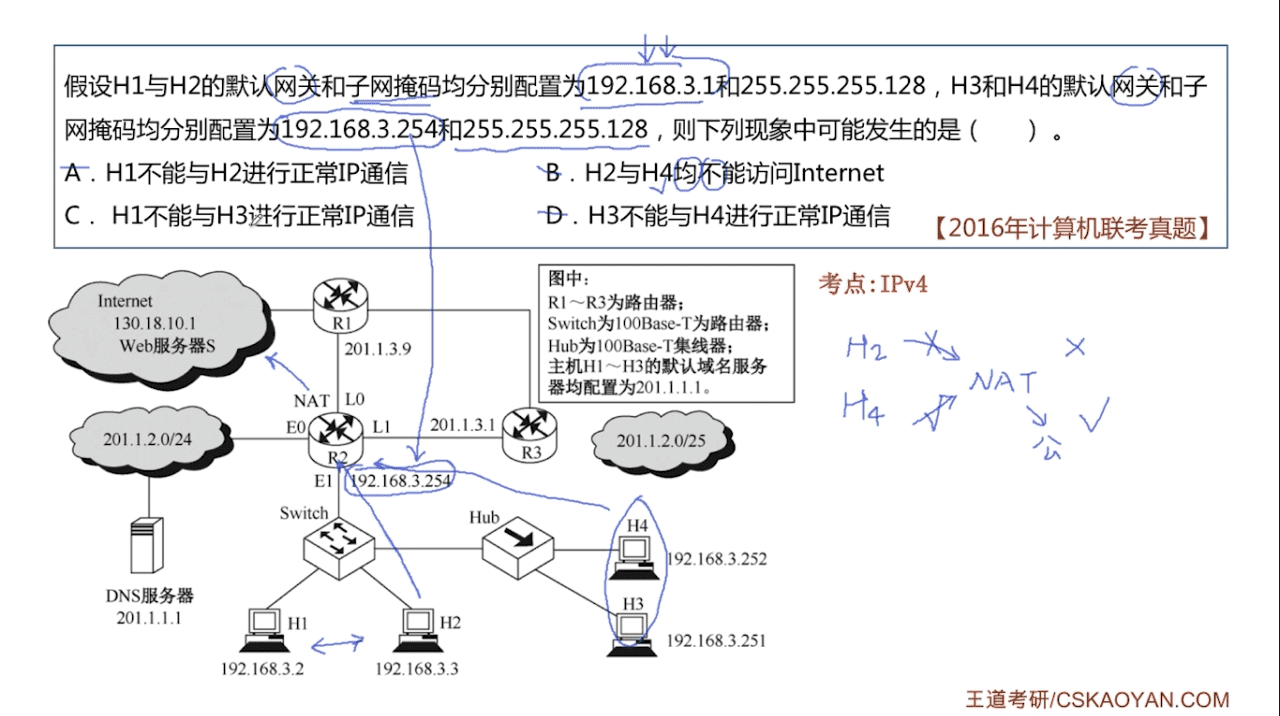 假设H1与H2的默认网关和子网掩码均分别配置为192.168.3.1和255.255.255.128，H3和H4的默认网关和子
网掩码均分别配置为192.168.3.254和255.255.255.128，则下列现象中可能发生的是（　　）。
A．H1不能与H2进行正常IP通信
B．H2与H4均不能访问Internet
C． H1不能与H3进行正常IP通信
D．H3不能与H4进行正常IP通信
【2016年计算机联考真题】
Internet
130.18.10.1
Web服务器S
R1
201.1.3.9
图中：
R1～R3为路由器；
Switch为100Base-T为路由器；
Hub为100Base-T集线器；
主机H1～H3的默认域名服务
器均配置为201.1.1.1。
考点:IPv4
H2
NAT
H4
公
NAT
L0
201.1.2.0/24
E0
R2
L1
201.1.3.1
R3
201.1.2.0/25
E1
192.168.3.254
Switch
Hub
H4
192.168.3.252
DNS服务器
201.1.1.1
H1
192.168.3.2
H2
192.168.3.3
H3
192.168.3.251
王道考研/CSKAOYAN.COM